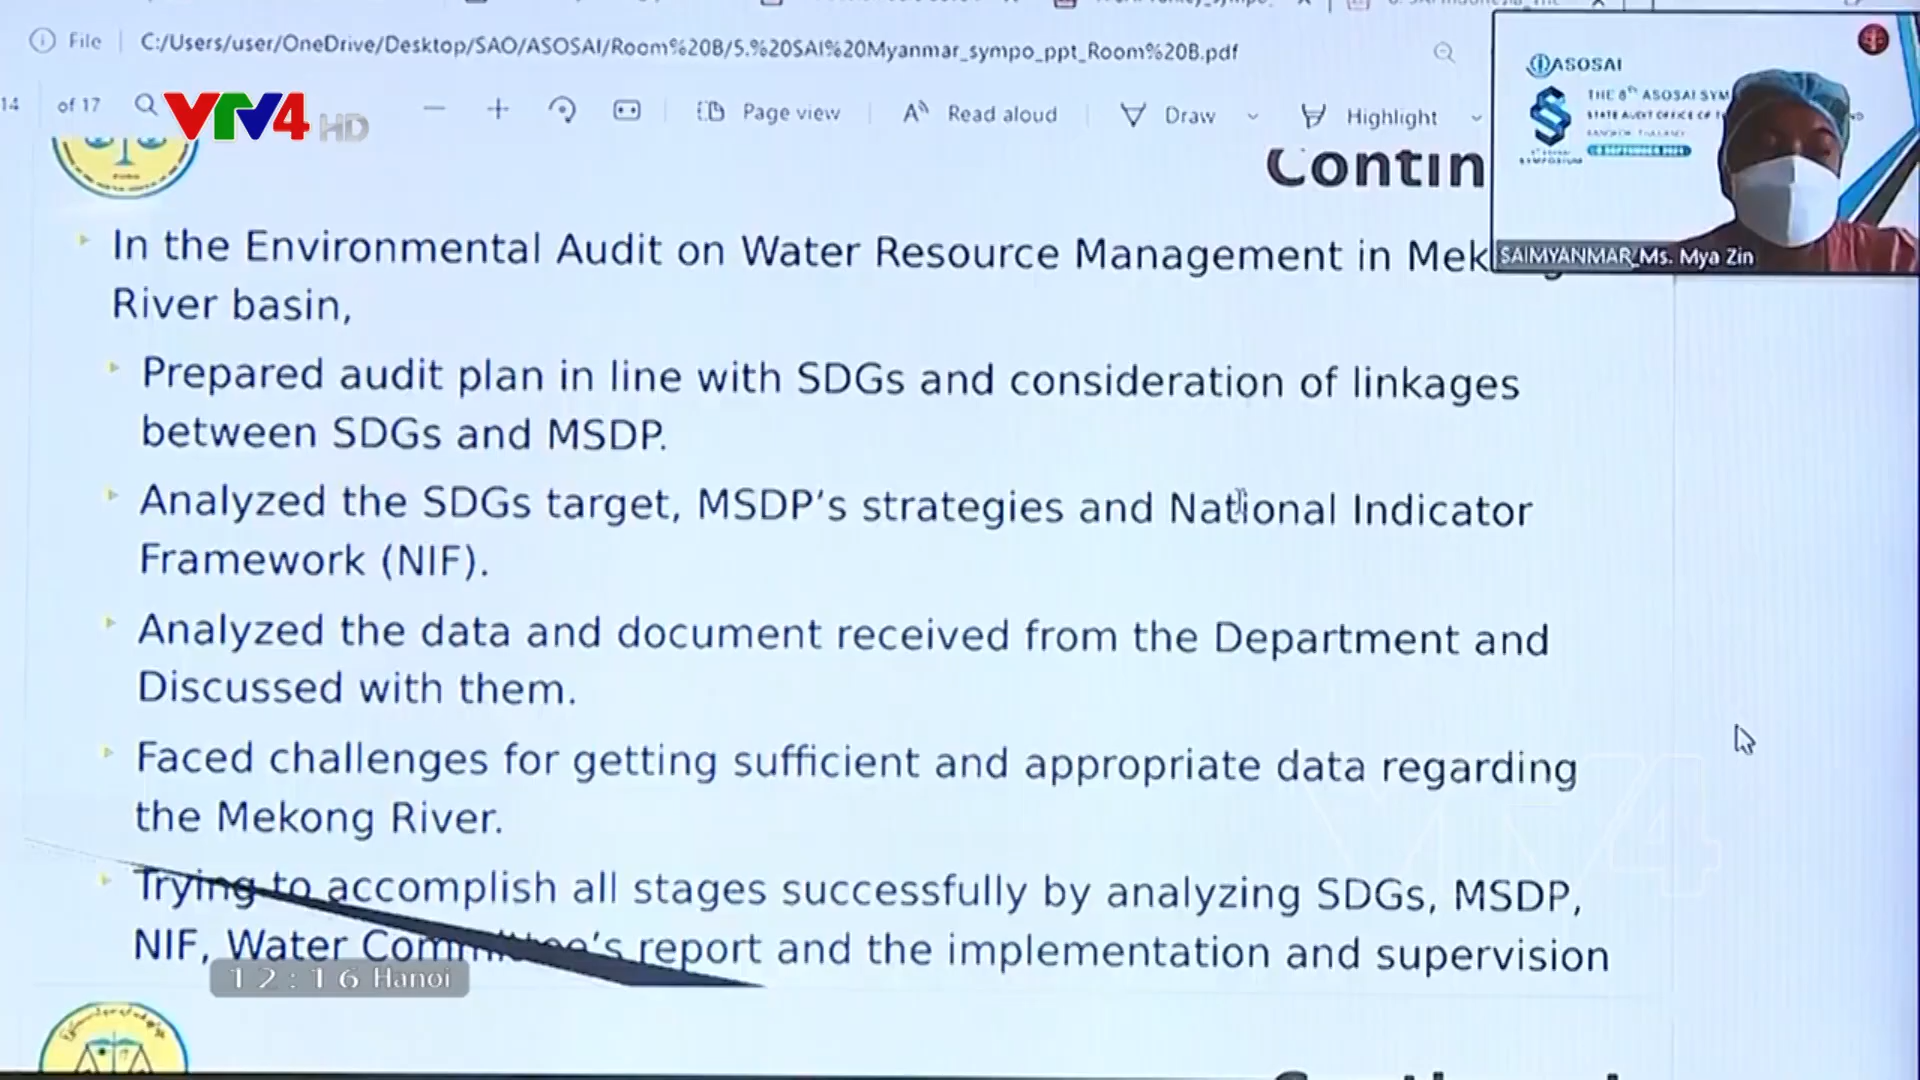 File
C:/Users/user/OneDrive/Desktop/SAO/ASOSAI/Room%20B/5.%20SAI%20Myanmar_sympo_ppt_Room%20B.pdf
14 of 17
Page view
Read aloud
Draw
Highlight
VTV4 HD
ASOSAI
THE 8th ASOSAI SYM
STATE AUDIT OFFICE OF
SYMPOSIUM
SAIMYANMAR_Ms. Mya Zin
Contin
In the Environmental Audit on Water Resource Management in Mek
River basin,
Prepared audit plan in line with SDGs and consideration of linkages
between SDGs and MSDP.
Analyzed the SDGs target, MSDP’s strategies and National Indicator
Framework (NIF).
Analyzed the data and document received from the Department and
Discussed with them.
Faced challenges for getting sufficient and appropriate data regarding
the Mekong River.
Trying to accomplish all stages successfully by analyzing SDGs, MSDP,
NIF, Water Committee’s report and the implementation and supervision
12:16 Hanoi
VTV4